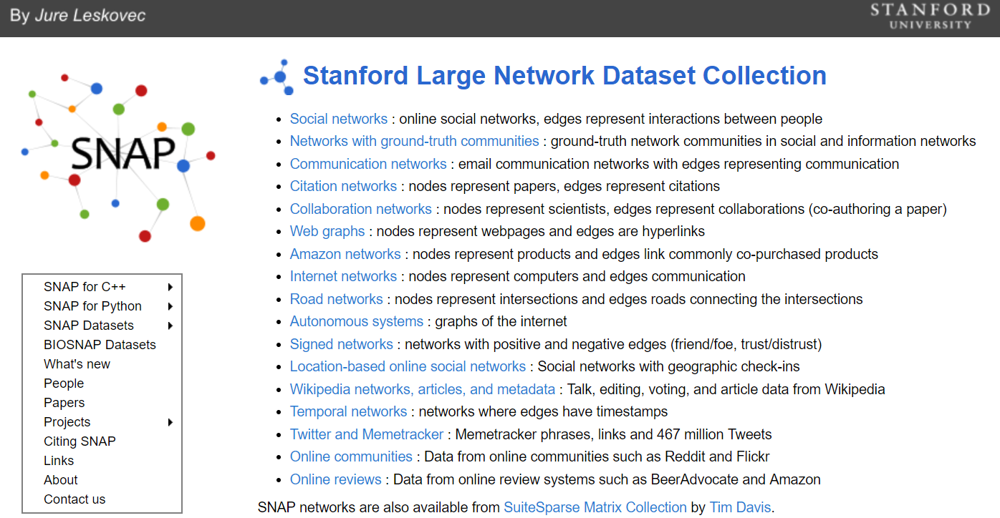 By Jure Leskovec
STANFORD
UNIVERSITY
SNAP
SNAP for C++
SNAP for Python
SNAP Datasets
BIOSNAP Datasets
What's new
People
Papers
Projects
Citing SNAP
Links
About
Contact us
Stanford Large Network Dataset Collection
• Social networks : online social networks, edges represent interactions between people
• Networks with ground-truth communities : ground-truth network communities in social and information networks
• Communication networks : email communication networks with edges representing communication
• Citation networks : nodes represent papers, edges represent citations
• Collaboration networks : nodes represent scientists, edges represent collaborations (co-authoring a paper)
• Web graphs : nodes represent webpages and edges are hyperlinks
• Amazon networks : nodes represent products and edges link commonly co-purchased products
• Internet networks : nodes represent computers and edges communication
• Road networks : nodes represent intersections and edges roads connecting the intersections
• Autonomous systems : graphs of the internet
• Signed networks : networks with positive and negative edges (friend/foe, trust/distrust)
• Location-based online social networks : Social networks with geographic check-ins
• Wikipedia networks, articles, and metadata : Talk, editing, voting, and article data from Wikipedia
• Temporal networks : networks where edges have timestamps
• Twitter and Memetracker : Memetracker phrases, links and 467 million Tweets
• Online communities : Data from online communities such as Reddit and Flickr
• Online reviews : Data from online review systems such as BeerAdvocate and Amazon
SNAP networks are also available from SuiteSparse Matrix Collection by Tim Davis.